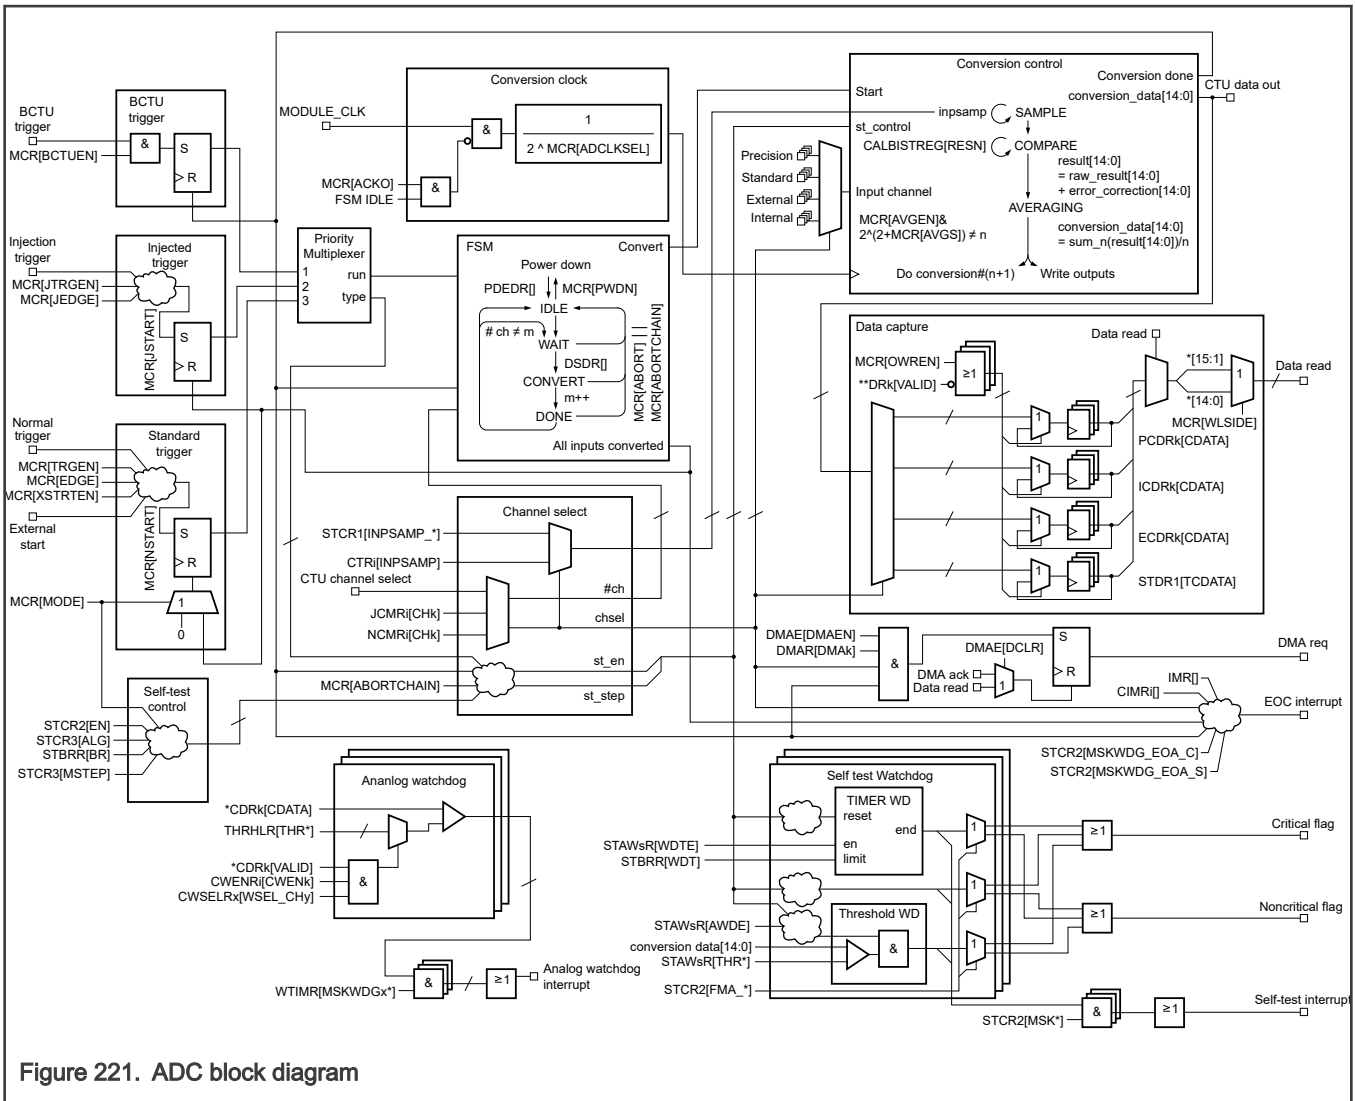 Conversion clock
MODULE_CLK
&
1
2 ^ MCR[ADCLKSEL]
MCR[ACKO]
FSM IDLE
&
Conversion control
Conversion done
conversion_data[14:0]
CTU data out
Start
inpsamp
SAMPLE
st_control
CALBISTREG[RESN]
COMPARE
result[14:0]
= raw_result[14:0]
+ error_correction[14:0]
Precision
Standard
External
Internal
Input channel
AVERAGING
MCR[AVGEN]&
2^(2+MCR[AVGS]) ≠ n
conversion_data[14:0]
= sum_n(result[14:0])/n
Do conversion#(n+1)
Write outputs
BCTU
trigger
BCTU
trigger
MCR[BCTUEN]
&
S
R
Injection
trigger
Injected
trigger
MCR[JTRGEN]
MCR[JEDGE]
MCR[JSTART]
S
R
Priority
Multiplexer
1
2
3
run
type
FSM
Convert
Power down
PDEDR[]
MCR[PWDN]
IDLE
# ch ≠ m
WAIT
DSDR[]
CONVERT
m++
DONE
MCR[ABORT] ||
MCR[ABORTCHAIN]
All inputs converted
Data capture
Data read
MCR[OWREN]
**DRk[VALID]
≥1
*[15:1]
*[14:0]
1
Data read
MCR[WLSIDE]
1
PCDRk[CDATA]
1
ICDRk[CDATA]
1
ECDRk[CDATA]
1
STDR1[TCDATA]
Normal
trigger
Standard
trigger
MCR[TRGEN]
MCR[EDGE]
MCR[XSTRTEN]
External
start
MCR[NSTART]
S
R
MCR[MODE]
1
0
Channel select
STCR1[INPSAMP_*]
CTRi[INPSAMP]
CTU channel select
#ch
JCMRi[CHk]
chsel
NCMRi[CHk]
st_en
MCR[ABORTCHAIN]
st_step
DMAE[DMAEN]
DMAR[DMAk]
&
DMAE[DCLR]
DMA ack
Data read
1
S
R
DMA req
IMR[]
CIMRi[]
EOC interrupt
STCR2[MSKWDG_EOA_C]
STCR2[MSKWDG_EOA_S]
Self-test
control
STCR2[EN]
STCR3[ALG]
STBRR[BR]
STCR3[MSTEP]
Ananlog watchdog
*CDRk[CDATA]
THRHLR[THR*]
*CDRk[VALID]
CWENRi[CWENk]
CWSELRx[WSEL_CHy]
&
WTIMR[MSKWDGx*]
&
≥1
Analog watchdog
interrupt
Self test Watchdog
TIMER WD
reset
end
en
limit
STAWsR[WDTE]
STBRR[WDT]
1
≥1
Critical flag
1
≥1
Noncritical flag
Threshold WD
STAWsR[AWDE]
conversion data[14:0]
STAWsR[THR*]
&
1
STCR2[FMA_*]
STCR2[MSK*]
&
≥1
Self-test interrupt
Figure 221. ADC block diagram